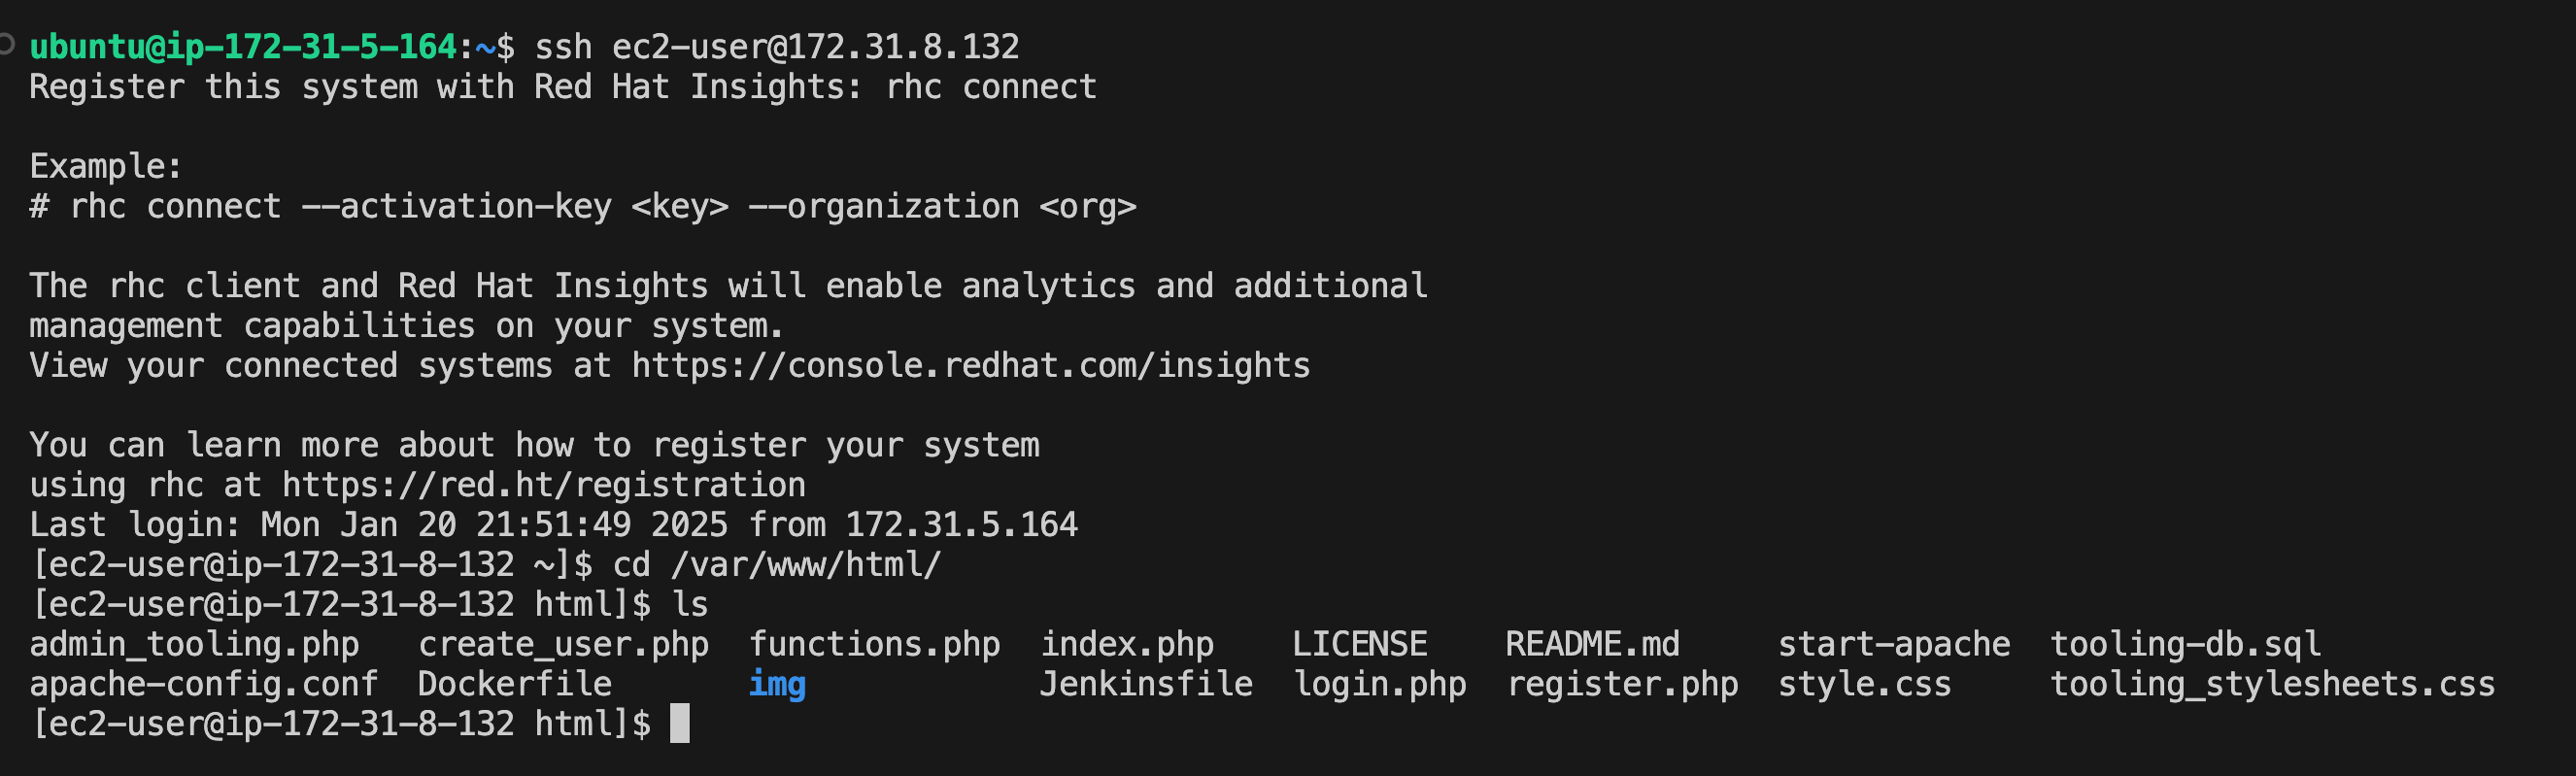 ubuntu@ip-172-31-5-164:~$ ssh ec2-user@172.31.8.132
Register this system with Red Hat Insights: rhc connect
Example:
# rhc connect --activation-key <key> --organization <org>
The rhc client and Red Hat Insights will enable analytics and additional
management capabilities on your system.
View your connected systems at https://console.redhat.com/insights
You can learn more about how to register your system
using rhc at https://red.ht/registration
Last login: Mon Jan 20 21:51:49 2025 from 172.31.5.164
[ec2-user@ip-172-31-8-132 ~]$ cd /var/www/html/
[ec2-user@ip-172-31-8-132 html]$ ls
admin_tooling.php   create_user.php  functions.php  index.php    LICENSE    README.md     start-apache  tooling-db.sql
apache-config.conf  Dockerfile       img            Jenkinsfile  login.php  register.php  style.css     tooling_stylesheets.css
[ec2-user@ip-172-31-8-132 html]$